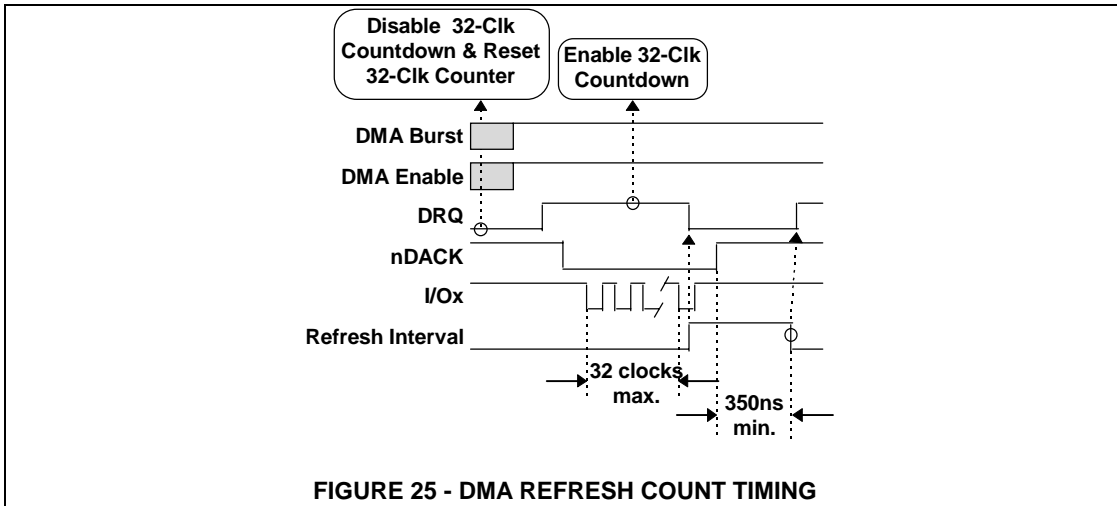 Disable 32-Clk
Countdown & Reset
32-Clk Counter
Enable 32-Clk
Countdown
DMA Burst
DMA Enable
DRQ
nDACK
I/Ox
Refresh Interval
32 clocks
max.
350ns
min.
FIGURE 25 - DMA REFRESH COUNT TIMING